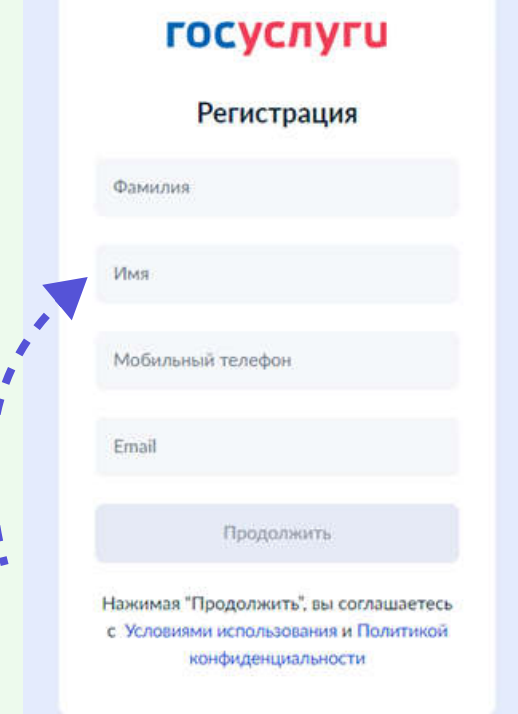 госуслуги
Регистрация
Фамилия
Имя
Мобильный телефон
Email
Продолжить
Нажимая "Продолжить", вы соглашаетесь
с Условиями использования и Политикой
конфиденциальности